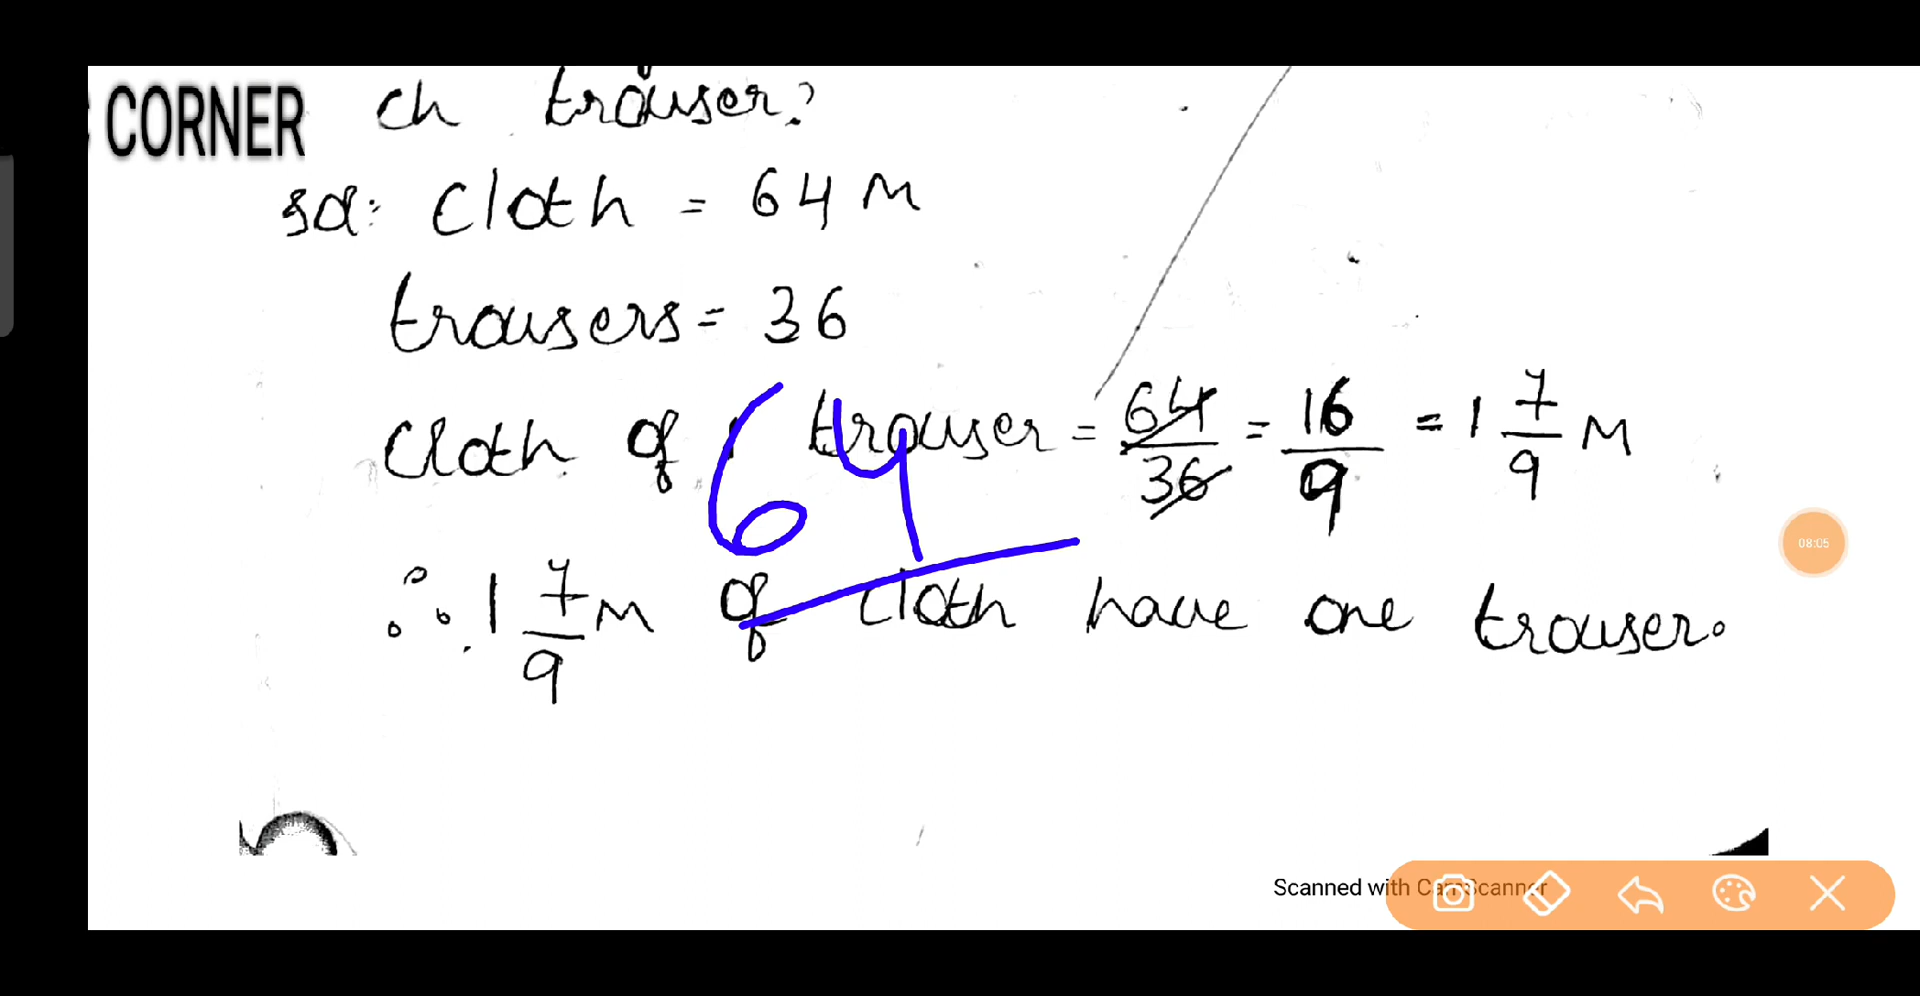 CORNER
ch trouser?
sol: cloth = 64 M
trousers = 36
cloth of 1 trouser = 64/36 = 16/9 = 1 7/9 M
64
∴ 1 7/9 M of cloth have one trouser.
08:05
Scanned with CamScanner